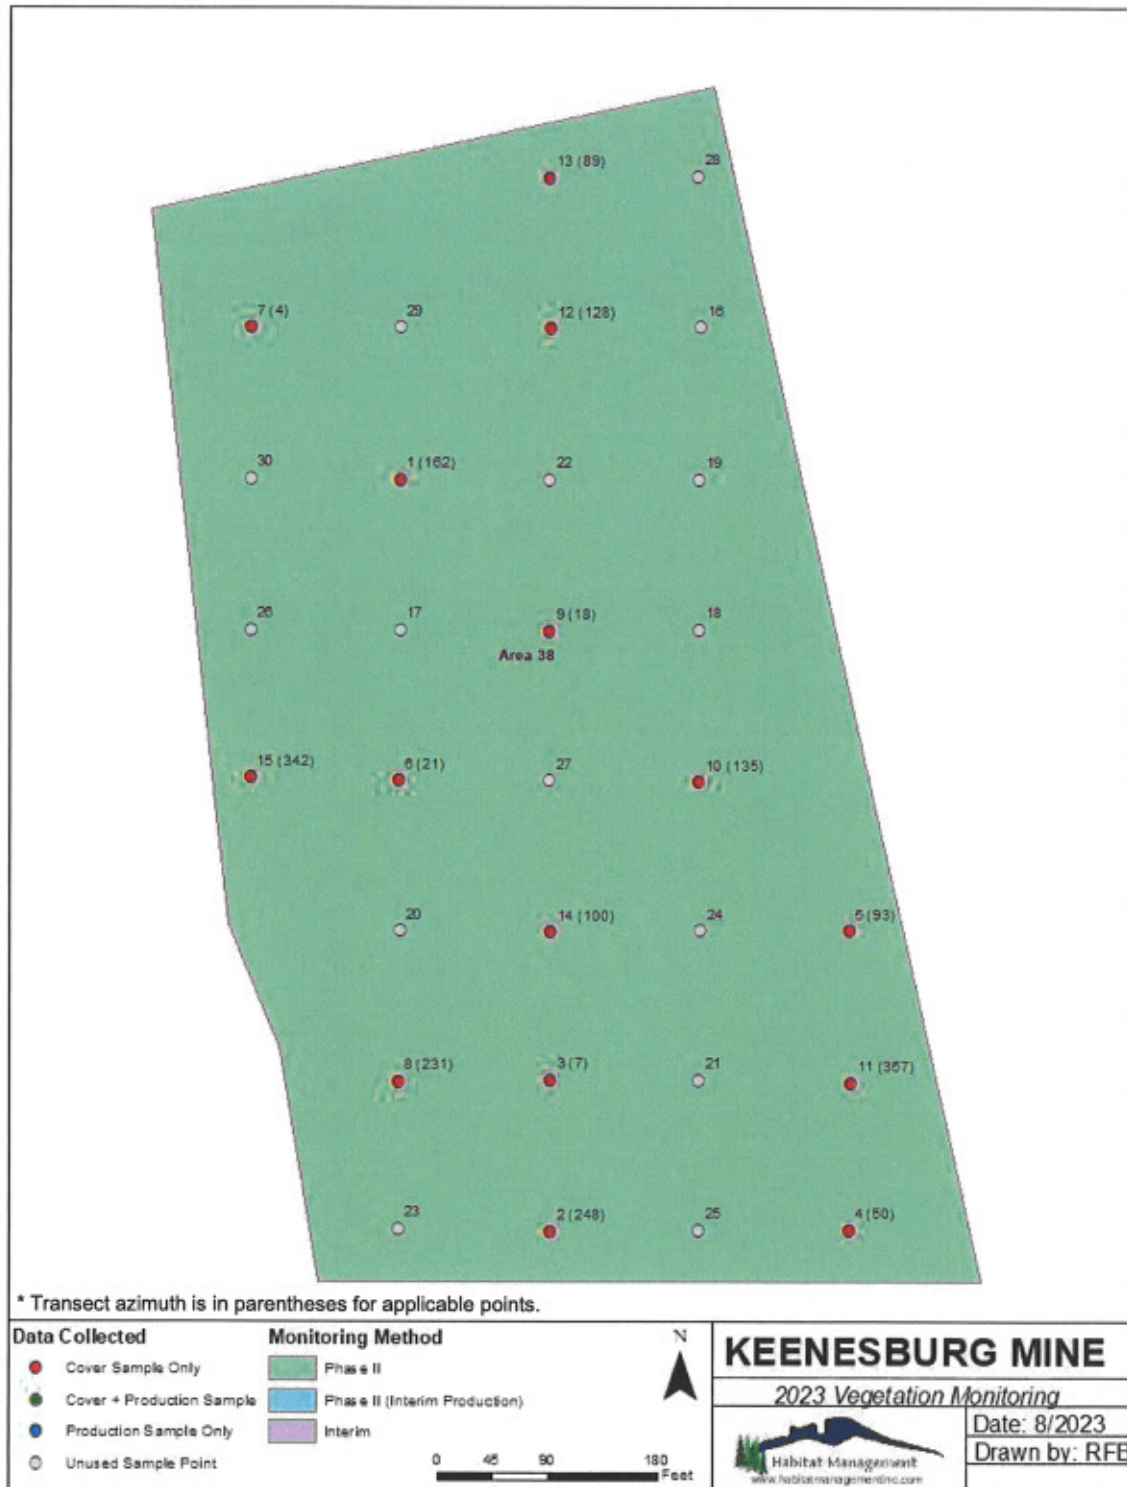 13 (89)
28
7 (4)
29
12 (128)
16
30
1 (162)
22
19
26
17
9 (18)
18
Area 38
15 (342)
6 (21)
27
10 (135)
20
14 (100)
24
5 (93)
8 (231)
3 (7)
21
11 (357)
23
2 (248)
25
4 (50)
* Transect azimuth is in parentheses for applicable points.
Data Collected
Cover Sample Only
Cover + Production Sample
Production Sample Only
Unused Sample Point
Monitoring Method
Phase II
Phase II (Interim Production)
Interim
N
0 45 90 180
Feet
KEENESBURG MINE
2023 Vegetation Monitoring
Habitat Management
www.habitatmanagementinc.com
Date: 8/2023
Drawn by: RFB